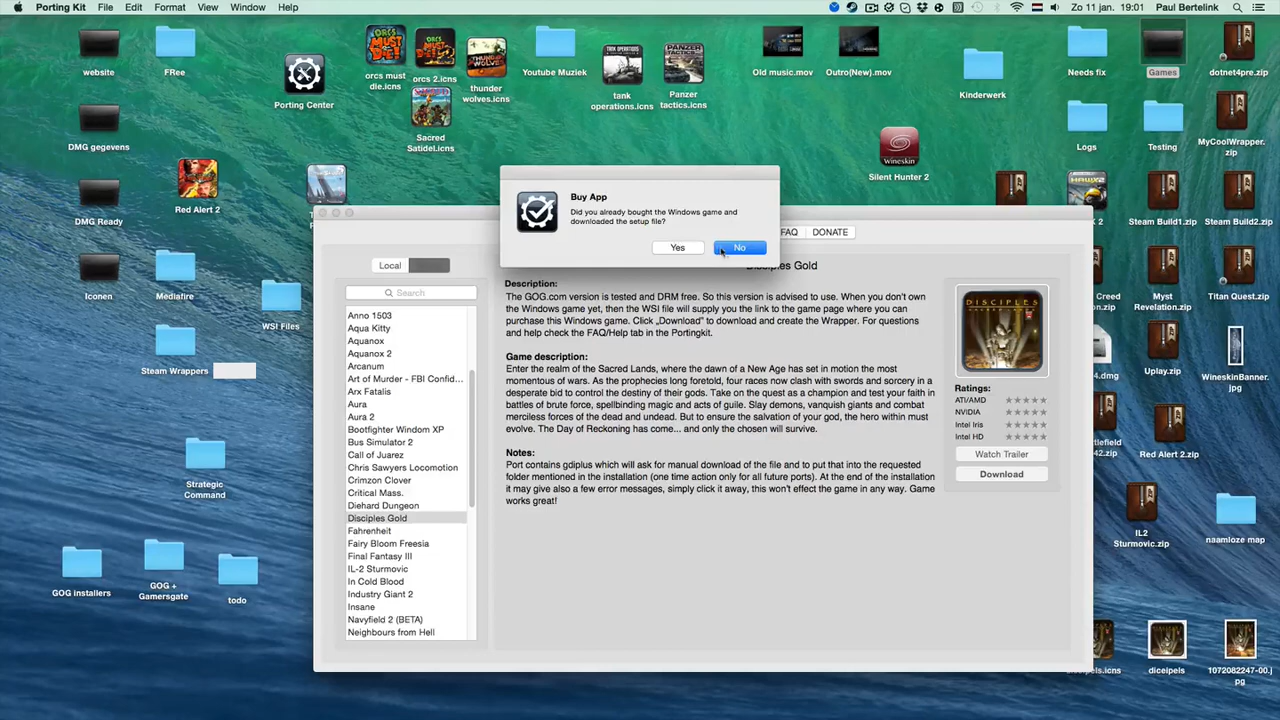 Porting Kit File Edit Format View Window Help
Zo 11 jan. 19:01 Paul Bertelink
website
FRee
Porting Center
orcs must die.icns
orcs 2.icns
thunder wolves.icns
Sacred Satidel.icns
Youtube Muziek
tank operations.icns
Panzer tactics.icns
Old music.mov
Outro(New).mov
Kinderwerk
Needs fix
Games
dotnet4pre.zip
DMG gegevens
Red Alert 2
Silent Hunter 2
Wineskin
Logs
Testing
MyCoolWrapper.zip
DMG Ready
Steam Build1.zip
Steam Build2.zip
Iconen
Mediafire
WSI Files
Myst Revelation.zip
Titan Quest.zip
Steam Wrappers
Uplay.zip
WineskinBanner.jpg
Strategic Command
Red Alert 2.zip
IL2 Sturmovic.zip
naamloze map
GOG installers
GOG + Gamersgate
todo
diceipels
1072082247-00.jpg
Buy App
Did you already bought the Windows game and
downloaded the setup file?
Yes No
FAQ DONATE
Local
Search
Anno 1503
Aqua Kitty
Aquanox
Aquanox 2
Arcanum
Art of Murder - FBI Confid...
Arx Fatalis
Aura
Aura 2
Bootfighter Windom XP
Bus Simulator 2
Call of Juarez
Chris Sawyers Locomotion
Crimzon Clover
Critical Mass.
Diehard Dungeon
Disciples Gold
Fahrenheit
Fairy Bloom Freesia
Final Fantasy III
IL-2 Sturmovic
In Cold Blood
Industry Giant 2
Insane
Navyfield 2 (BETA)
Neighbours from Hell
Disciples Gold
Description:
The GOG.com version is tested and DRM free. So this version is advised to use. When you don't own
the Windows game yet, then the WSI file will supply you the link to the game page where you can
purchase this Windows game. Click „Download" to download and create the Wrapper. For questions
and help check the FAQ/Help tab in the Portingkit.
Game description:
Enter the realm of the Sacred Lands, where the dawn of a New Age has set in motion the most
momentous of wars. As the prophecies long foretold, four races now clash with swords and sorcery in a
desperate bid to control the destiny of their gods. Take on the quest as a champion and test your faith in
battles of brute force, spellbinding magic and acts of guile. Slay demons, vanquish giants and combat
merciless forces of the dead and undead. But to ensure the salvation of your god, the hero within must
evolve. The Day of Reckoning has come... and only the chosen will survive.
Notes:
Port contains gdiplus which will ask for manual download of the file and to put that into the requested
folder mentioned in the installation (one time action only for all future ports). At the end of the installation
it may give also a few error messages, simply click it away, this won't effect the game in any way. Game
works great!
DISCIPLES
Ratings:
ATI/AMD
NVIDIA
Intel Iris
Intel HD
Watch Trailer
Download